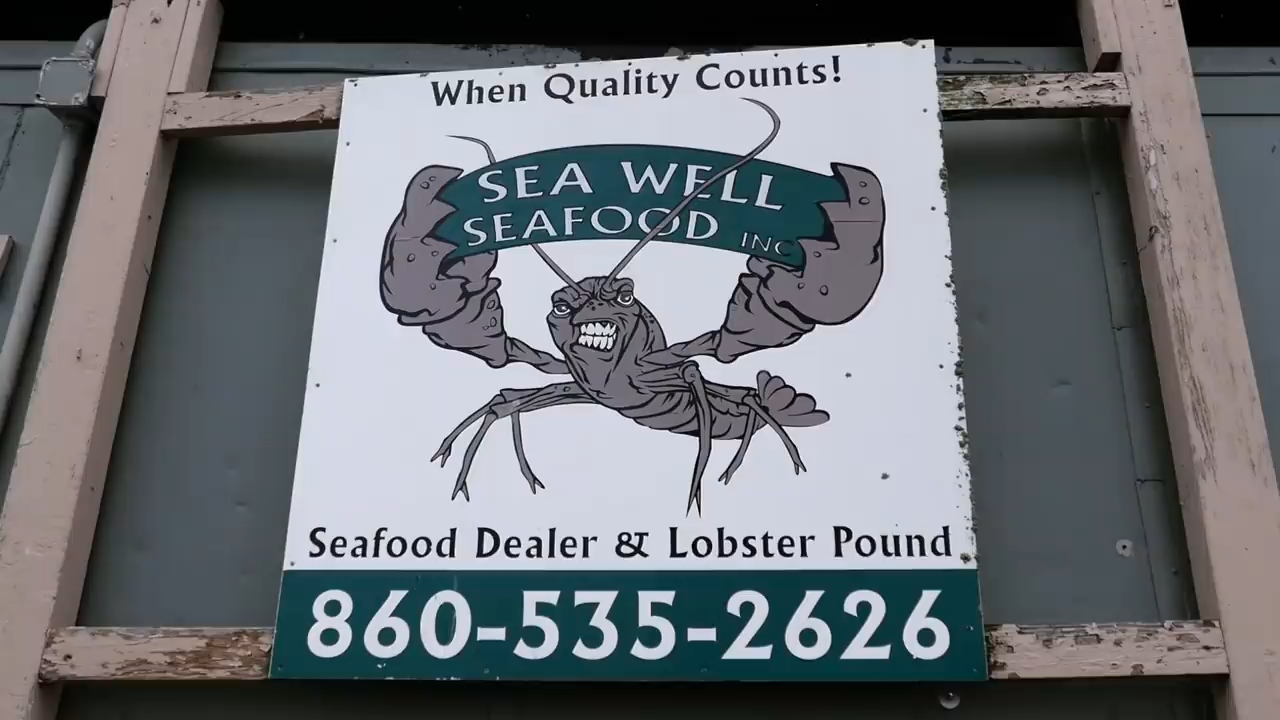 When Quality Counts!
SEA WELL
SEAFOOD INC
Seafood Dealer & Lobster Pound
860-535-2626